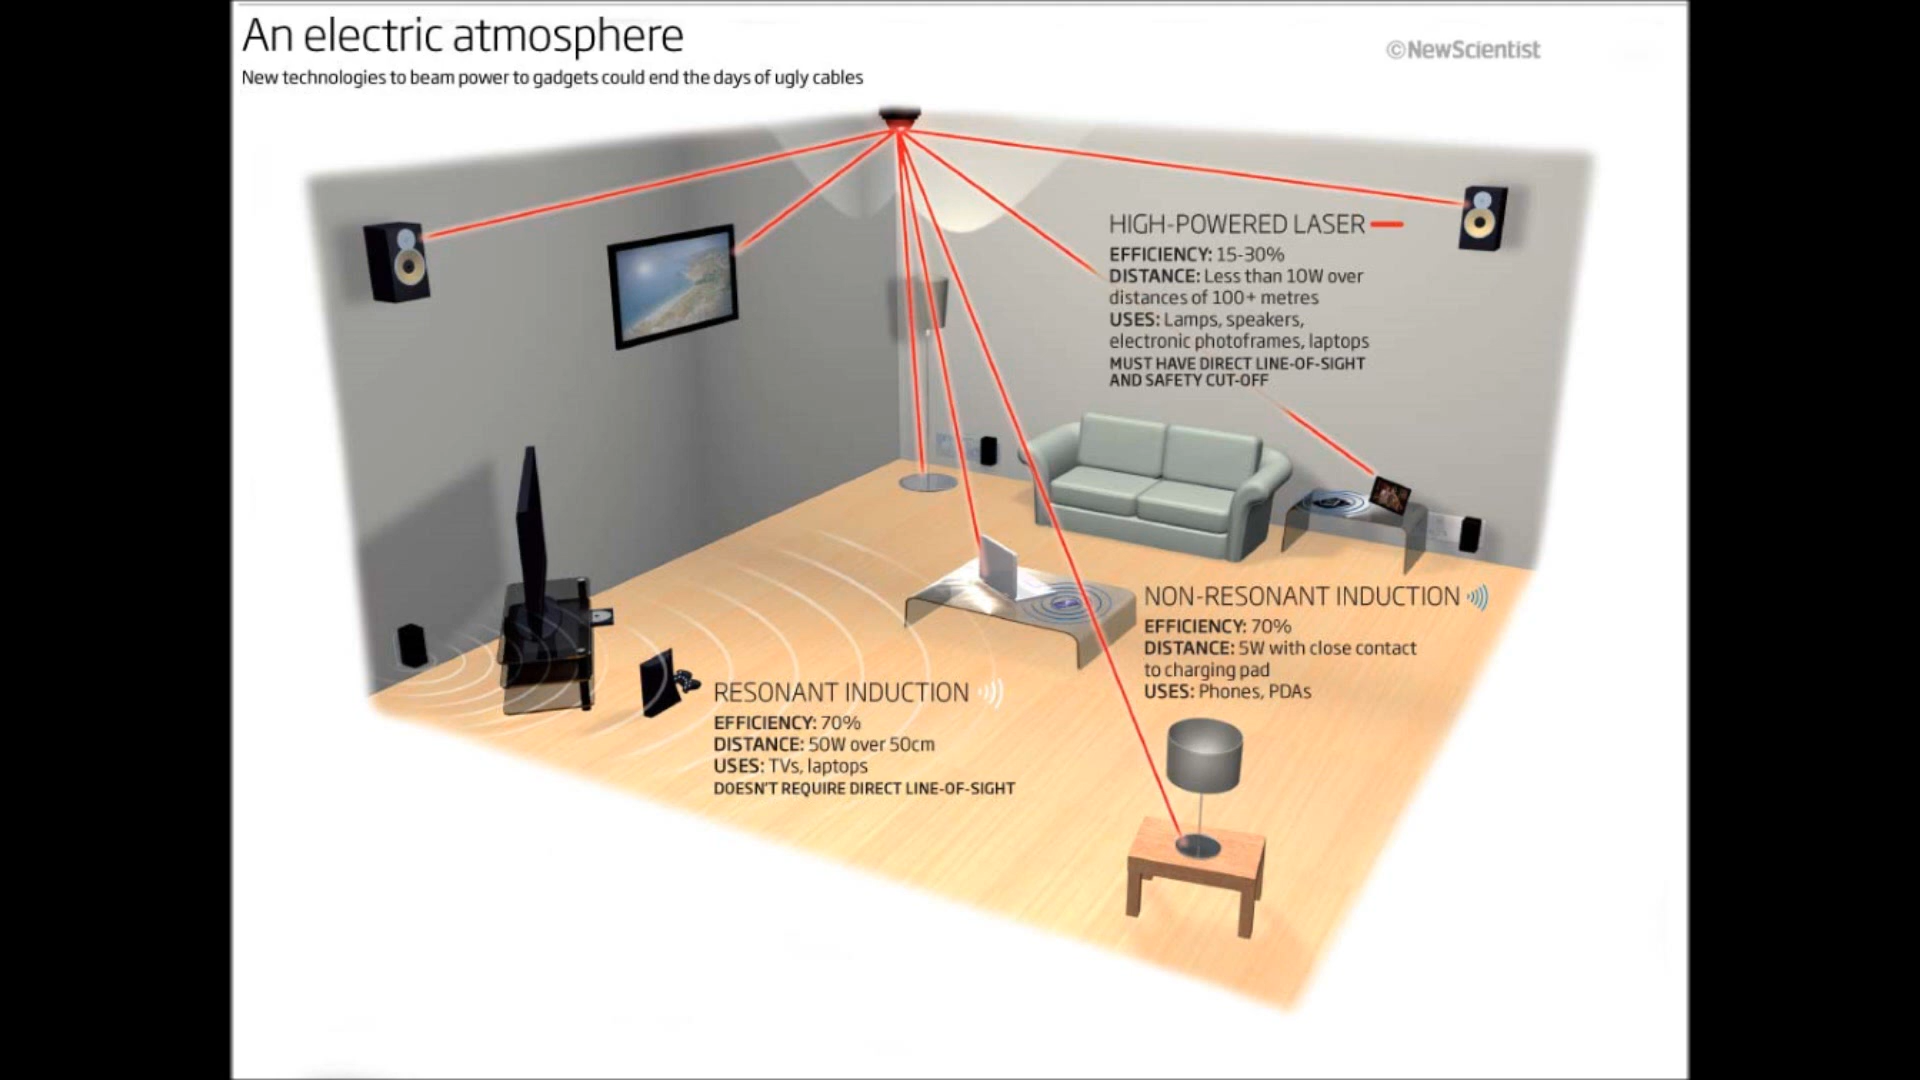 An electric atmosphere
New technologies to beam power to gadgets could end the days of ugly cables
©NewScientist
HIGH-POWERED LASER
EFFICIENCY: 15-30%
DISTANCE: Less than 10W over
distances of 100+ metres
USES: Lamps, speakers,
electronic photoframes, laptops
MUST HAVE DIRECT LINE-OF-SIGHT
AND SAFETY CUT-OFF
NON-RESONANT INDUCTION
EFFICIENCY: 70%
DISTANCE: 5W with close contact
to charging pad
USES: Phones, PDAs
RESONANT INDUCTION
EFFICIENCY: 70%
DISTANCE: 50W over 50cm
USES: TVs, laptops
DOESN'T REQUIRE DIRECT LINE-OF-SIGHT